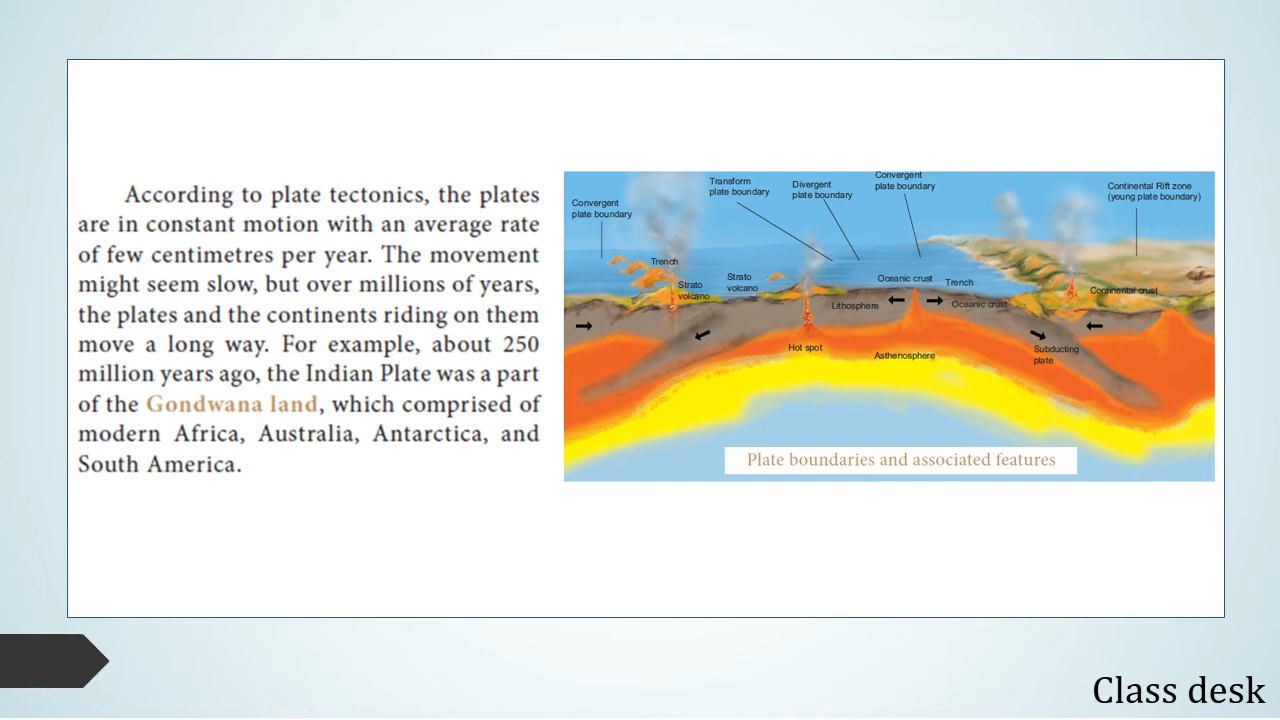 According to plate tectonics, the plates
are in constant motion with an average rate
of few centimetres per year. The movement
might seem slow, but over millions of years,
the plates and the continents riding on them
move a long way. For example, about 250
million years ago, the Indian Plate was a part
of the Gondwana land, which comprised of
modern Africa, Australia, Antarctica, and
South America.
Convergent
plate boundary
Transform
plate boundary
Divergent
plate boundary
Convergent
plate boundary
Continental Rift zone
(young plate boundary)
Trench
Strato
volcano
Strato
volcano
Oceanic crust
Trench
Lithosphere
Oceanic crust
Continental crust
Hot spot
Asthenosphere
Subducting
plate
Plate boundaries and associated features
Class desk